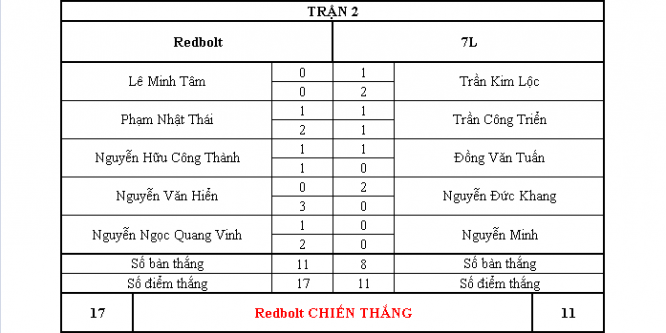 TRẬN 2
Redbolt 7L
Lê Minh Tâm 0 1 Trần Kim Lộc
0 2
Phạm Nhật Thái 1 1 Trần Công Triển
2 1
Nguyễn Hữu Công Thành 1 1 Đồng Văn Tuấn
1 0
Nguyễn Văn Hiển 0 2 Nguyễn Đức Khang
3 0
Nguyễn Ngọc Quang Vinh 1 0 Nguyễn Minh
2 0
Số bàn thắng 11 8 Số bàn thắng
Số điểm thắng 17 11 Số điểm thắng
17 Redbolt CHIẾN THẮNG 11